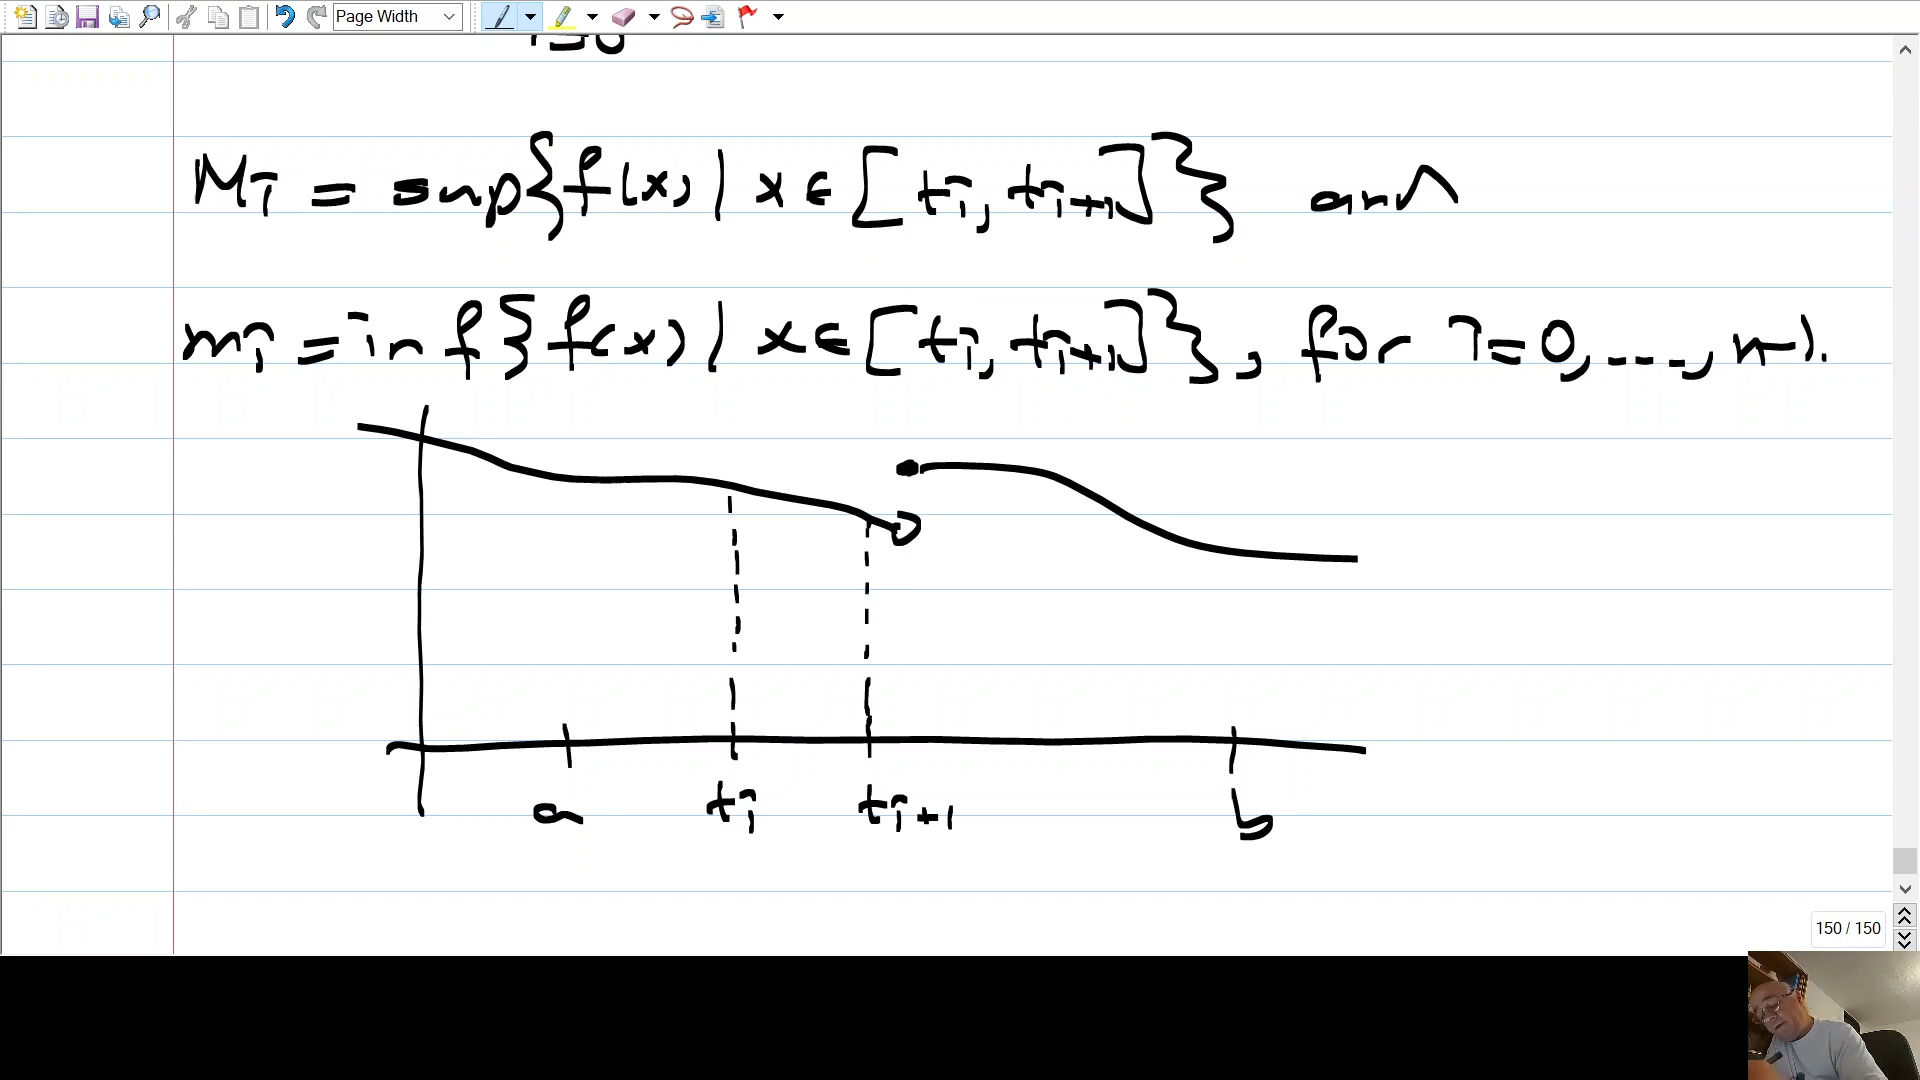 Page Width
i=0
Mi = sup{f(x) | x ∈ [ti, ti+1]} and
mi = inf{f(x) | x ∈ [ti, ti+1]}, for i=0,...,n-1.
a ti ti+1 b
150 / 150